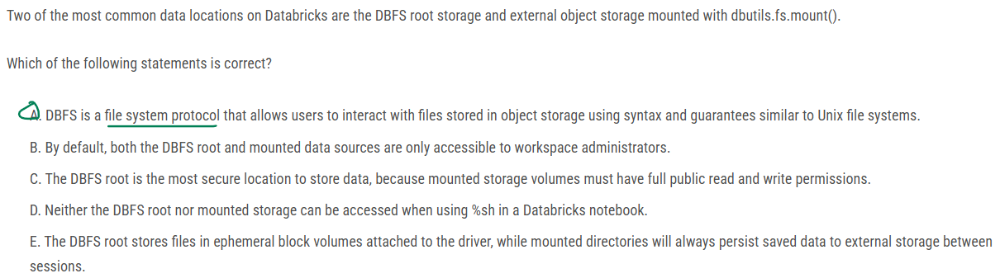 Two of the most common data locations on Databricks are the DBFS root storage and external object storage mounted with dbutils.fs.mount().
Which of the following statements is correct?
A. DBFS is a file system protocol that allows users to interact with files stored in object storage using syntax and guarantees similar to Unix file systems.
B. By default, both the DBFS root and mounted data sources are only accessible to workspace administrators.
C. The DBFS root is the most secure location to store data, because mounted storage volumes must have full public read and write permissions.
D. Neither the DBFS root nor mounted storage can be accessed when using %sh in a Databricks notebook.
E. The DBFS root stores files in ephemeral block volumes attached to the driver, while mounted directories will always persist saved data to external storage between
sessions.